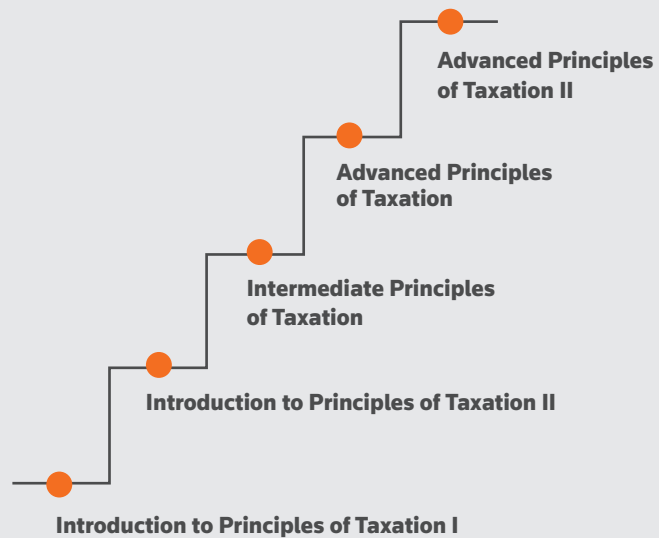 Advanced Principles
of Taxation II
Advanced Principles
of Taxation
Intermediate Principles
of Taxation
Introduction to Principles of Taxation II
Introduction to Principles of Taxation I